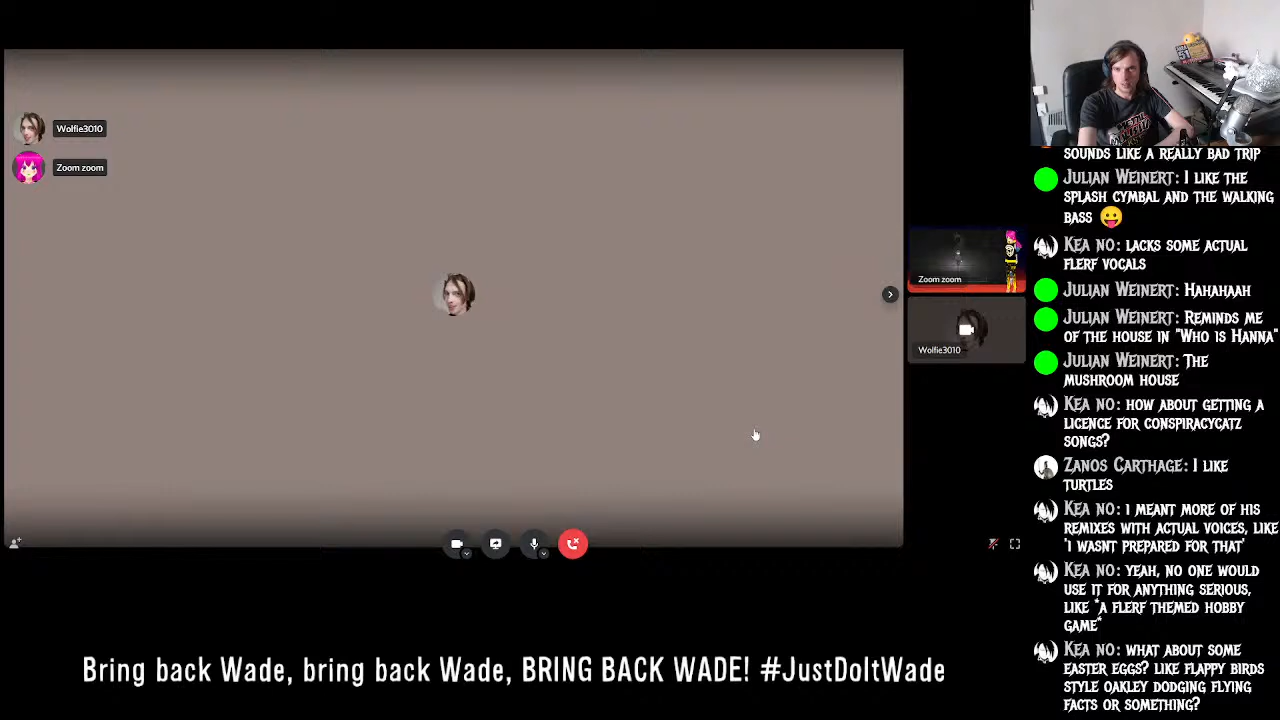 Wolfie3010
Zoom zoom
Zoom zoom
Wolfie3010
Bring back Wade, bring back Wade, BRING BACK WADE! #JustDoItWade
SOUNDS LIKE A REALLY BAD TRIP
JULIAN WEINERT: I LIKE THE
SPLASH CYMBAL AND THE WALKING
BASS 😛
KEA NO: LACKS SOME ACTUAL
FLERF VOCALS
JULIAN WEINERT: HAHAHAAH
JULIAN WEINERT: REMINDS ME
OF THE HOUSE IN "WHO IS HANNA"
JULIAN WEINERT: THE
MUSHROOM HOUSE
KEA NO: HOW ABOUT GETTING A
LICENCE FOR CONSPIRACYCATZ
SONGS?
ZANOS CARTHAGE: I LIKE
TURTLES
KEA NO: I MEANT MORE OF HIS
REMIXES WITH ACTUAL VOICES, LIKE
'I WASNT PREPARED FOR THAT'
KEA NO: YEAH, NO ONE WOULD
USE IT FOR ANYTHING SERIOUS,
LIKE *A FLERF THEMED HOBBY
GAME*
KEA NO: WHAT ABOUT SOME
EASTER EGGS? LIKE FLAPPY BIRDS
STYLE OAKLEY DODGING FLYING
FACTS OR SOMETHING?